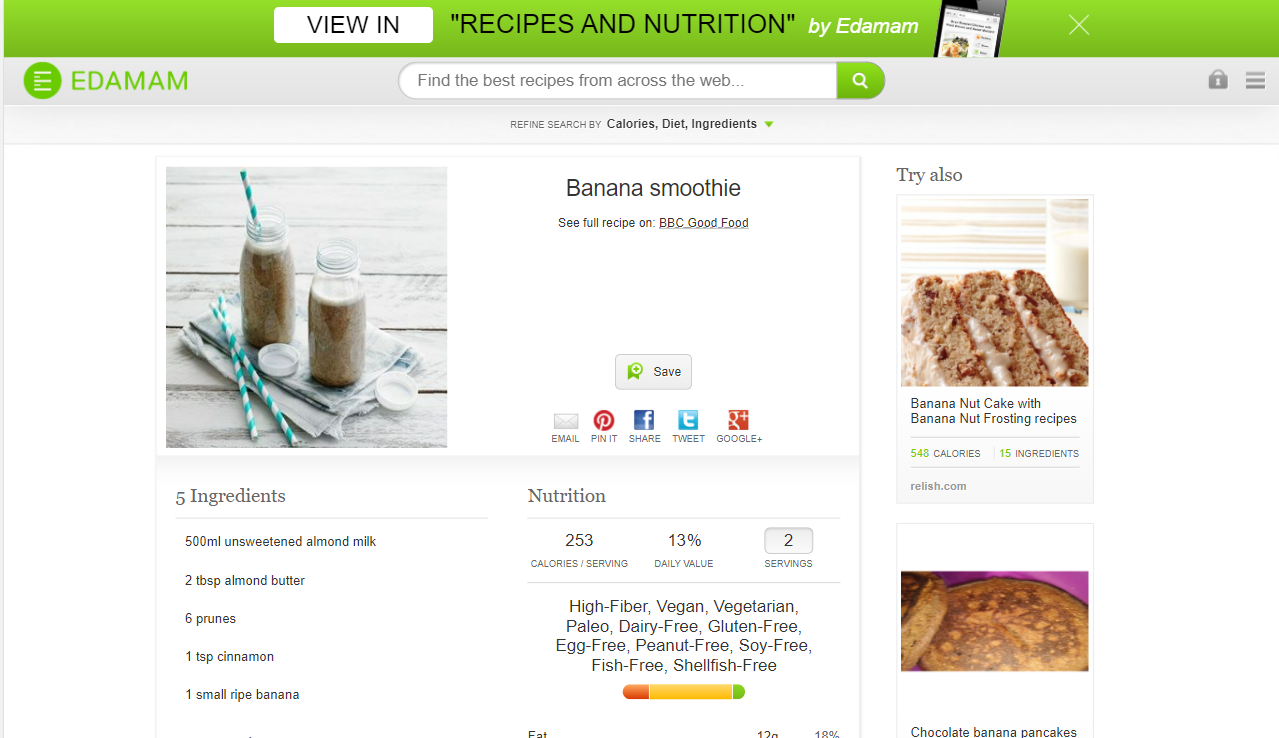 VIEW IN "RECIPES AND NUTRITION" by Edamam
EDAMAM
Find the best recipes from across the web...
REFINE SEARCH BY Calories, Diet, Ingredients
Banana smoothie
See full recipe on: BBC Good Food
Save
EMAIL PIN IT SHARE TWEET GOOGLE+
5 Ingredients
500ml unsweetened almond milk
2 tbsp almond butter
6 prunes
1 tsp cinnamon
1 small ripe banana
Nutrition
253 13% 2
CALORIES / SERVING DAILY VALUE SERVINGS
High-Fiber, Vegan, Vegetarian,
Paleo, Dairy-Free, Gluten-Free,
Egg-Free, Peanut-Free, Soy-Free,
Fish-Free, Shellfish-Free
Fat 12g 18%
Try also
Banana Nut Cake with
Banana Nut Frosting recipes
548 CALORIES 15 INGREDIENTS
relish.com
Chocolate banana pancakes